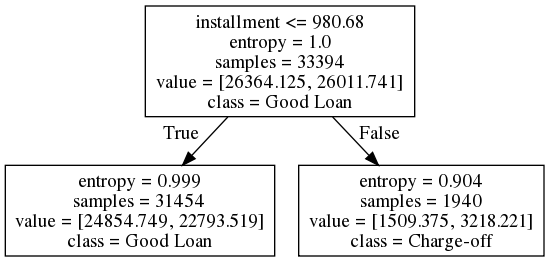 installment <= 980.68
entropy = 1.0
samples = 33394
value = [26364.125, 26011.741]
class = Good Loan
True
False
entropy = 0.999
samples = 31454
value = [24854.749, 22793.519]
class = Good Loan
entropy = 0.904
samples = 1940
value = [1509.375, 3218.221]
class = Charge-off